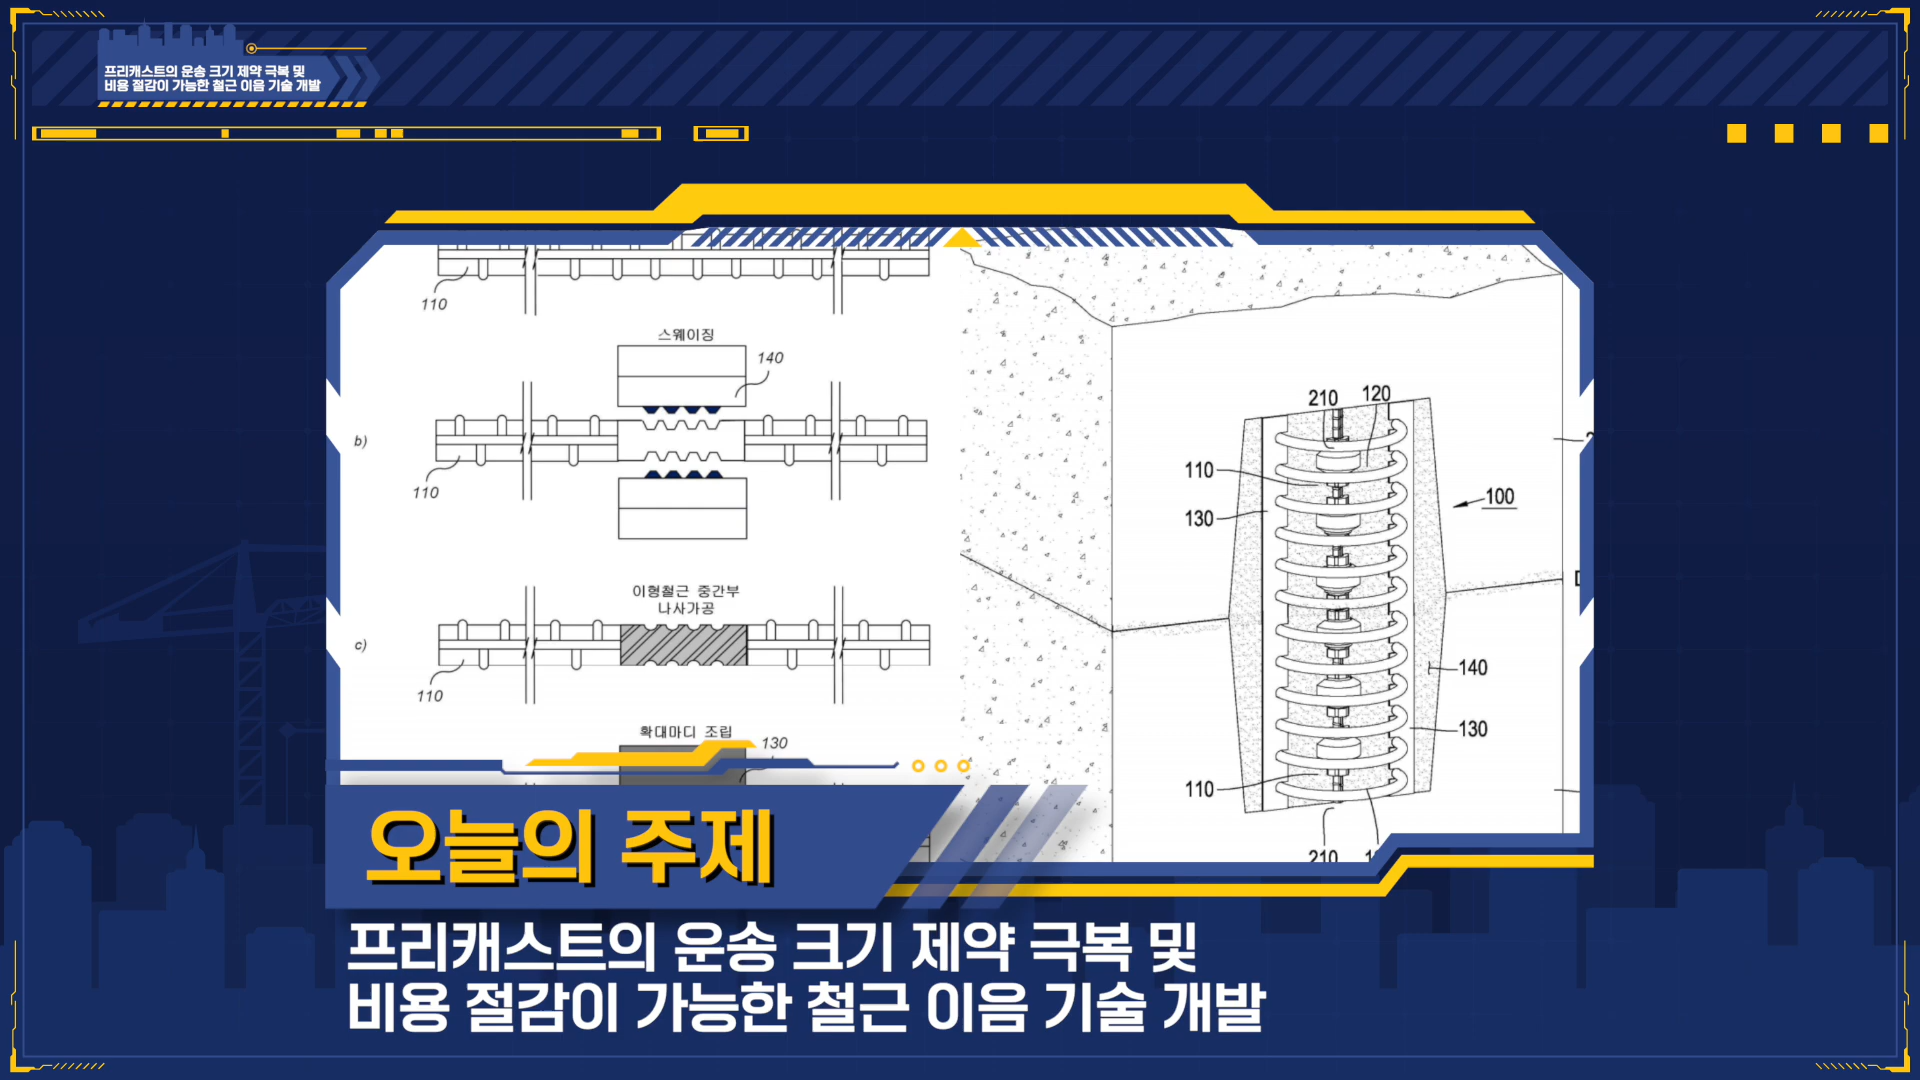 프리캐스트의 운송 크기 제약 극복 및
비용 절감이 가능한 철근 이음 기술 개발
110
스웨이징
140
b)
110
이형철근 중간부
나사가공
c)
110
확대마디 조립
130
210
120
110
130
100
140
130
110
210
오늘의 주제
프리캐스트의 운송 크기 제약 극복 및
비용 절감이 가능한 철근 이음 기술 개발